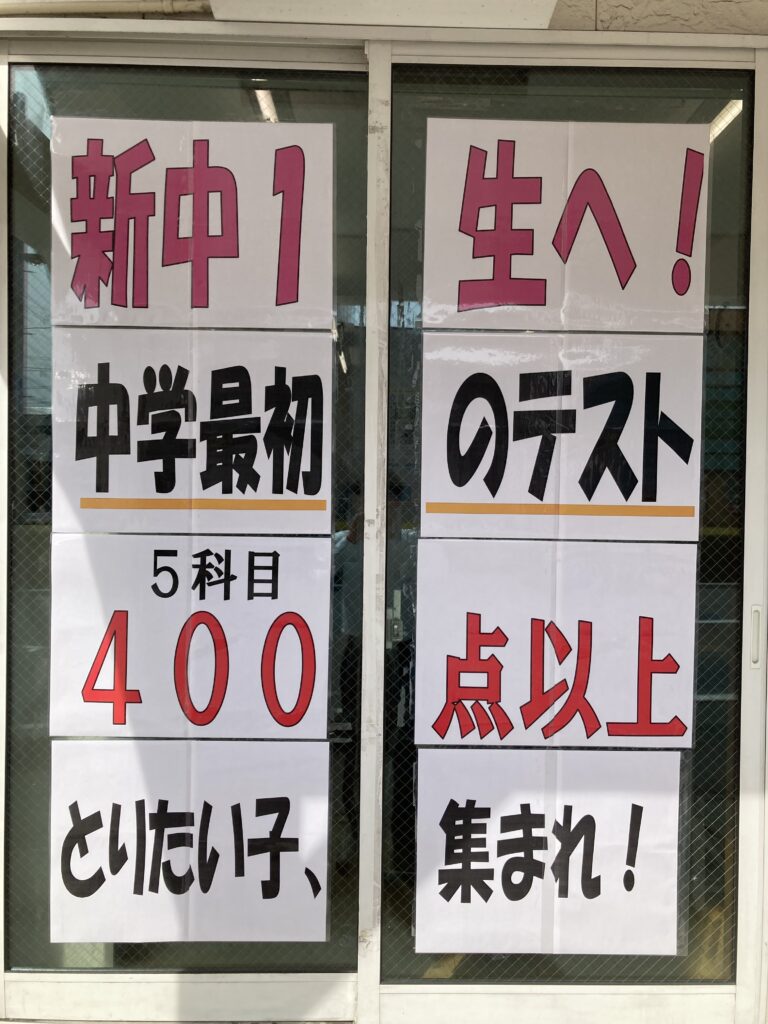 新中１生へ！
中学最初のテスト
５科目
４００点以上
とりたい子、集まれ！